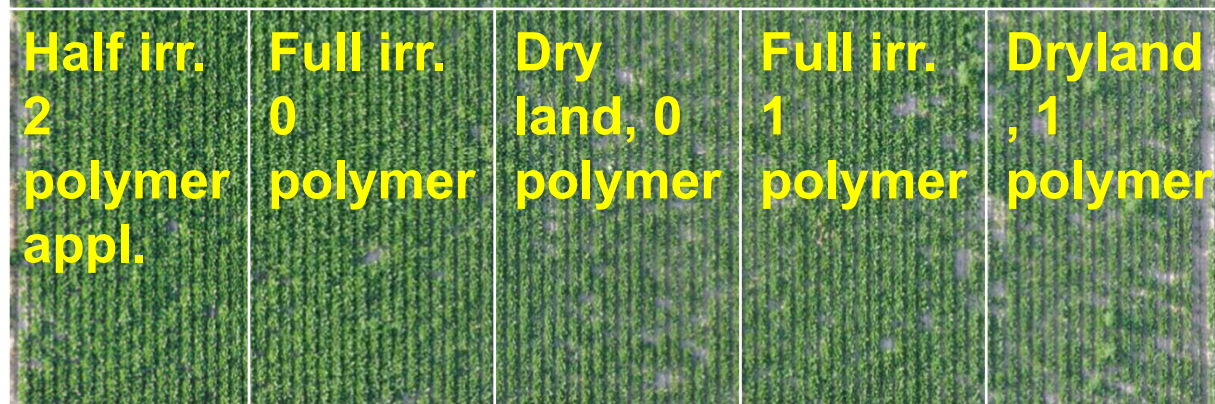 Half irr.
2
polymer
appl.
Full irr.
0
polymer
Dry
land, 0
polymer
Full irr.
1
polymer
Dryland
, 1
polymer